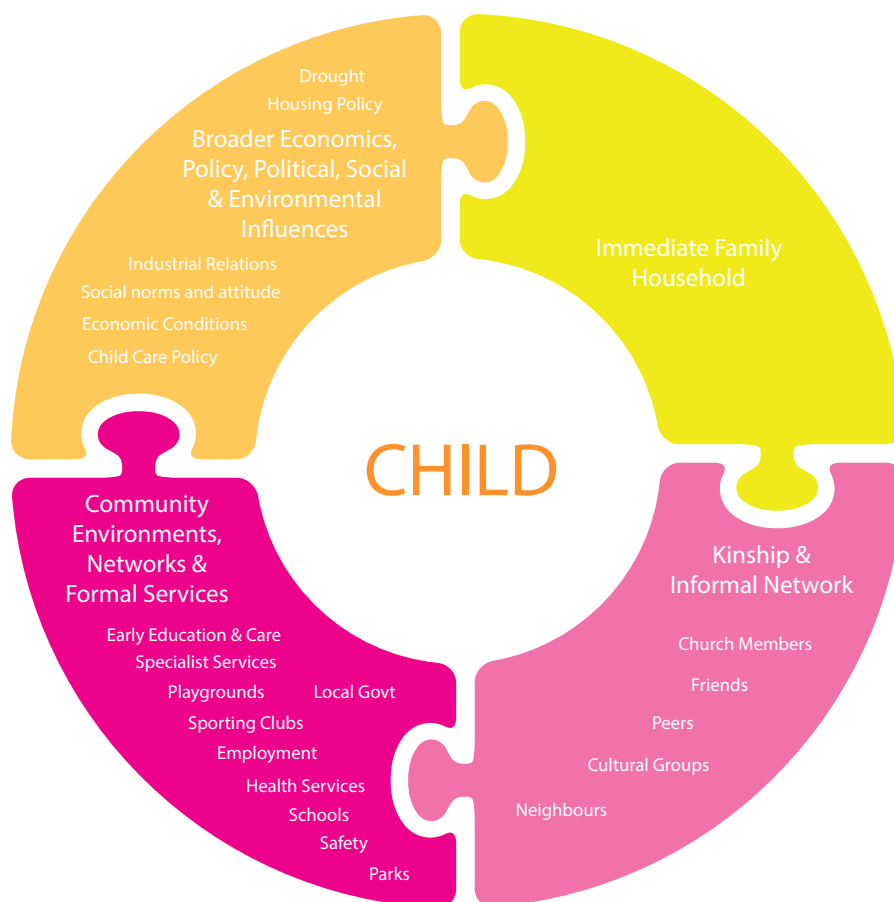 Drought
Housing Policy
Broader Economics,
Policy, Political, Social
& Environmental
Influences
Industrial Relations
Social norms and attitude
Economic Conditions
Child Care Policy
Immediate Family
Household
CHILD
Community
Environments,
Networks &
Formal Services
Early Education & Care
Specialist Services
Playgrounds
Local Govt
Sporting Clubs
Employment
Health Services
Schools
Safety
Parks
Kinship &
Informal Network
Church Members
Friends
Peers
Cultural Groups
Neighbours